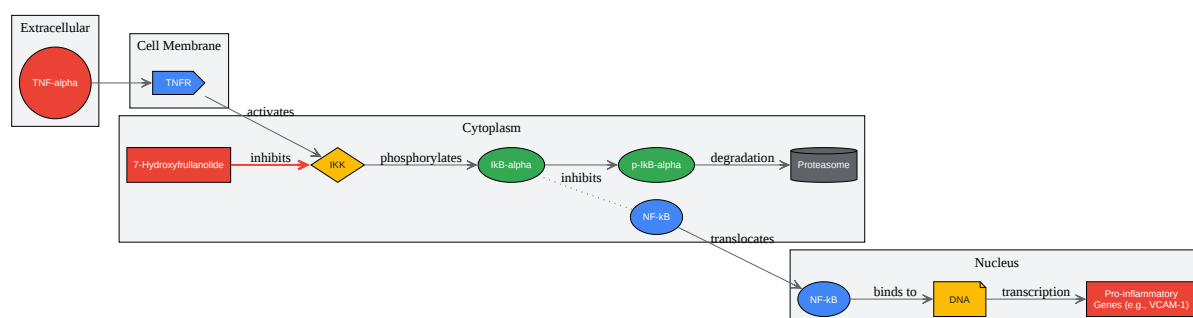 Extracellular
TNF-alpha
Cell Membrane
TNFR
activates
Cytoplasm
7-Hydroxyfrullanolide
inhibits
IKK
phosphorylates
IkB-alpha
inhibits
p-IkB-alpha
degradation
Proteasome
NF-kB
translocates
Nucleus
NF-kB
binds to
DNA
transcription
Pro-inflammatory
Genes (e.g., VCAM-1)